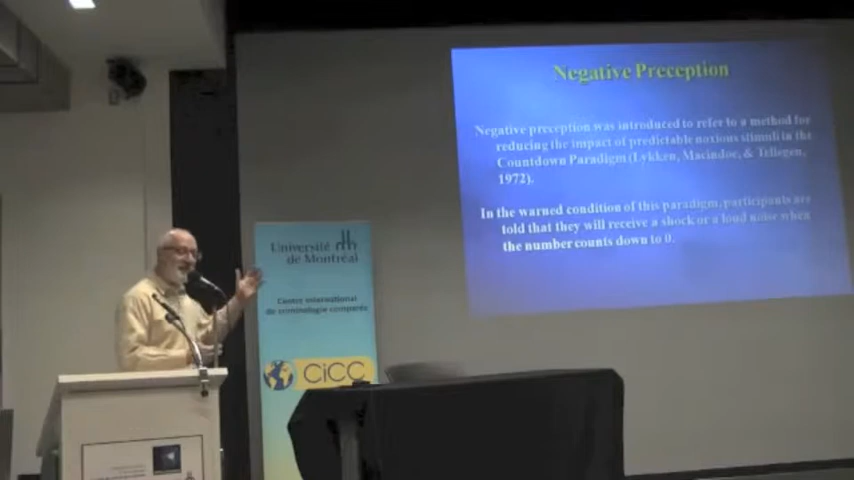 Negative Preception
Negative preception was introduced to refer to a method for
reducing the impact of predictable noxious stimuli in the
Countdown Paradigm (Lykken, Macindoe, & Tellegen,
1972).
In the warned condition of this paradigm, participants are
told that they will receive a shock or a loud noise when
the number counts down to 0.
Université
de Montréal
Centre international
de criminologie comparée
CiCC